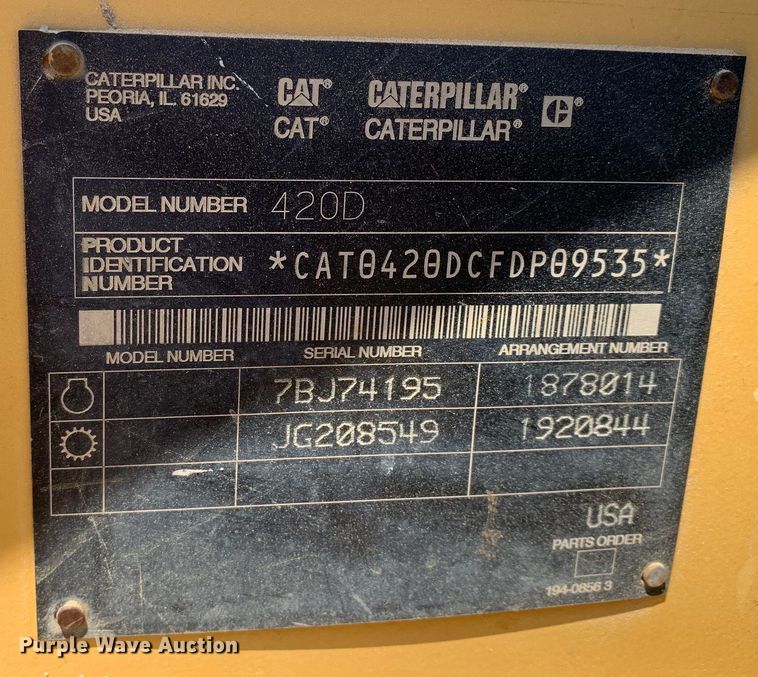 CATERPILLAR INC.
PEORIA, IL 61629
USA
CAT® CATERPILLAR®
CAT® CATERPILLAR®
MODEL NUMBER 420D
PRODUCT
IDENTIFICATION
NUMBER *CAT0420DCFDP09535*
MODEL NUMBER SERIAL NUMBER ARRANGEMENT NUMBER
7BJ74195 1878014
JG208549 1920844
USA
PARTS ORDER
194-0856 3
Purple Wave Auction